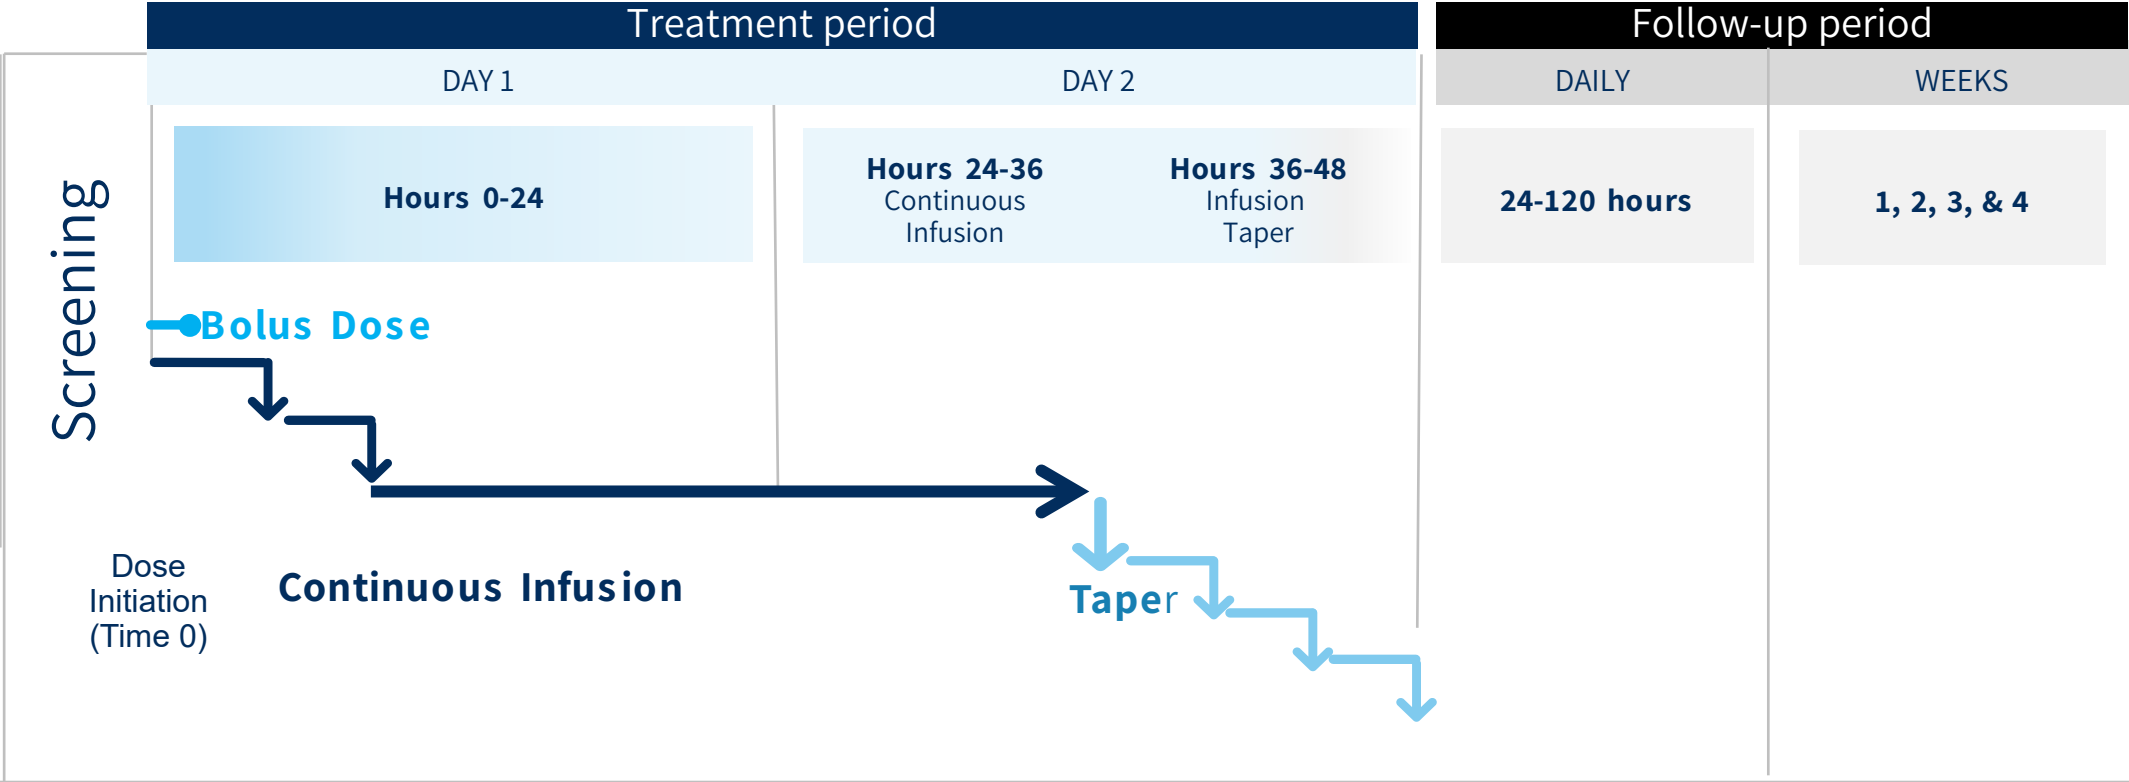 Treatment period
Follow-up period
DAY 1
DAY 2
DAILY
WEEKS
Screening
Hours 0-24
Hours 24-36
Continuous
Infusion
Hours 36-48
Infusion
Taper
24-120 hours
1, 2, 3, & 4
Bolus Dose
Dose
Initiation
(Time 0)
Continuous Infusion
Taper